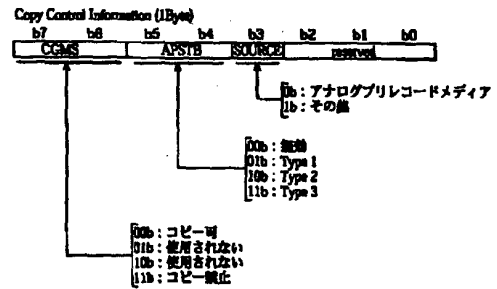 Copy Control Information (1Byte)
b7 b6 b5 b4 b3 b2 b1 b0
CGMS APSTB SOURCE reserved
0b:アナログプリレコードメディア
1b:その他
00b:無効
01b:Type 1
10b:Type 2
11b:Type 3
00b:コピー可
01b:使用されない
10b:使用されない
11b:コピー禁止